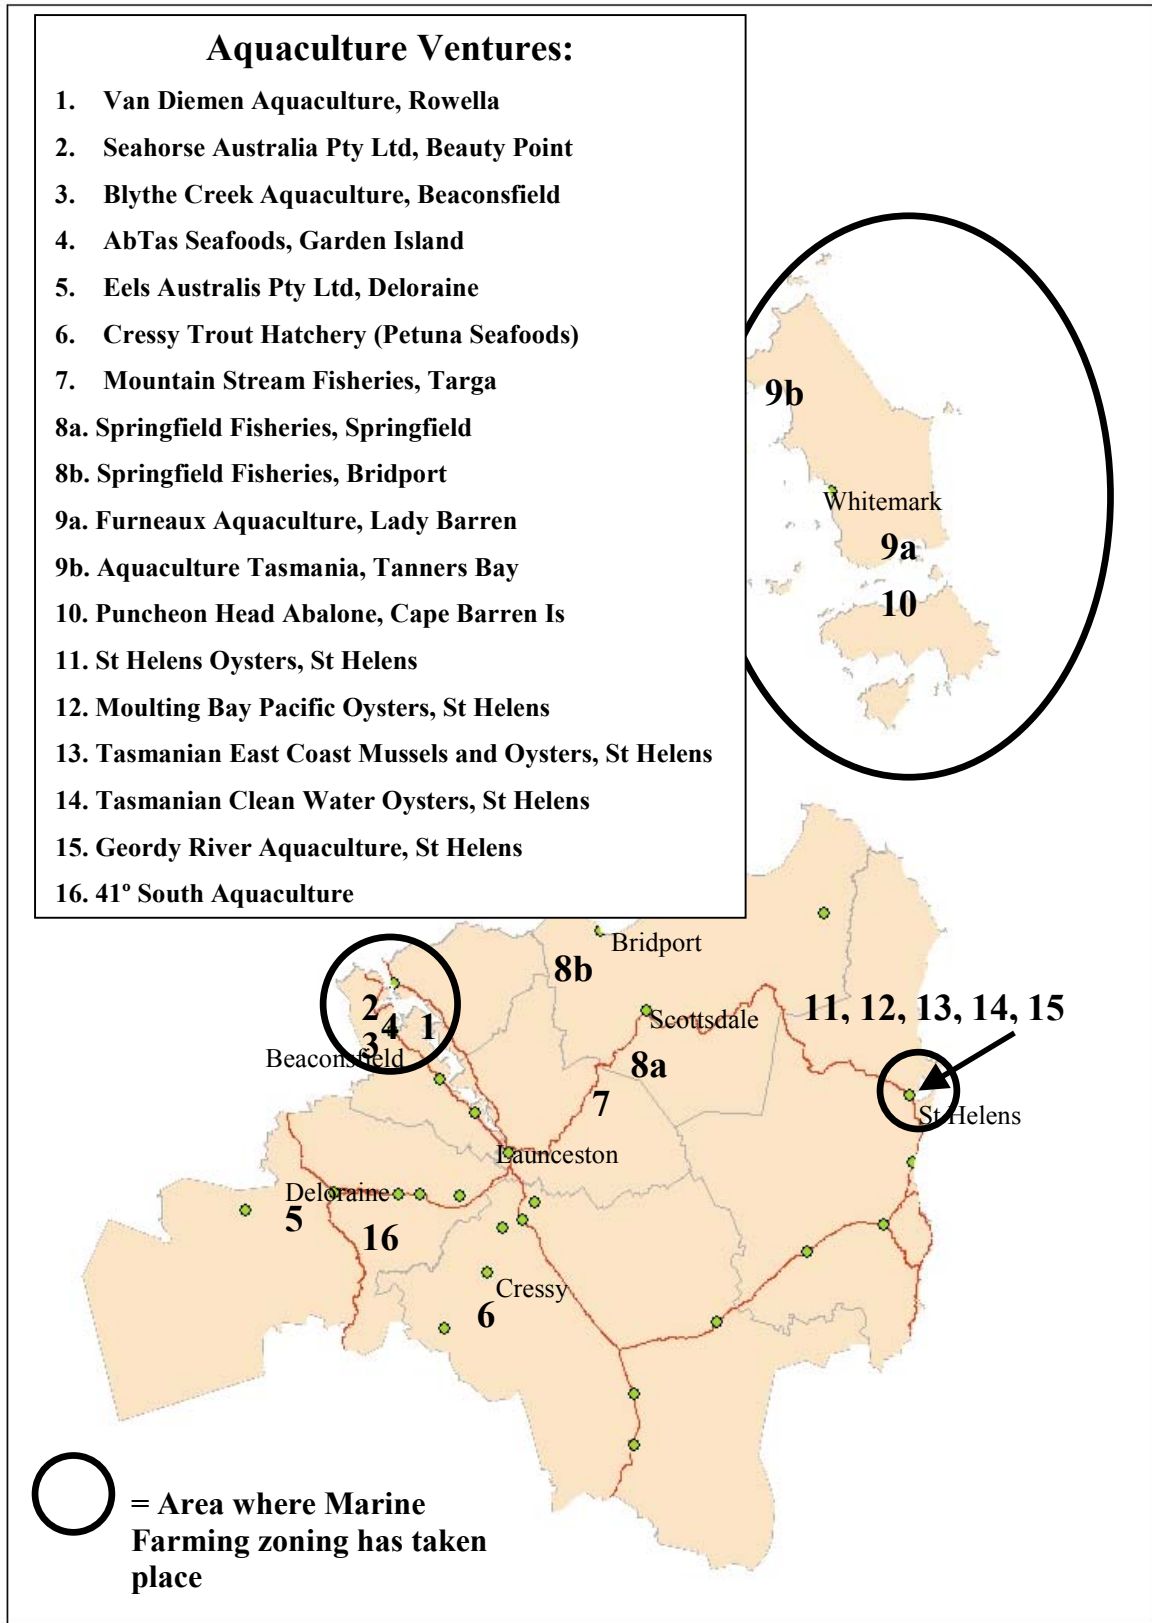 Aquaculture Ventures:
1. Van Diemen Aquaculture, Rowella
2. Seahorse Australia Pty Ltd, Beauty Point
3. Blythe Creek Aquaculture, Beaconsfield
4. AbTas Seafoods, Garden Island
5. Eels Australis Pty Ltd, Deloraine
6. Cressy Trout Hatchery (Petuna Seafoods)
7. Mountain Stream Fisheries, Targa
8a. Springfield Fisheries, Springfield
8b. Springfield Fisheries, Bridport
9a. Furneaux Aquaculture, Lady Barren
9b. Aquaculture Tasmania, Tanners Bay
10. Puncheon Head Abalone, Cape Barren Is
11. St Helens Oysters, St Helens
12. Moulting Bay Pacific Oysters, St Helens
13. Tasmanian East Coast Mussels and Oysters, St Helens
14. Tasmanian Clean Water Oysters, St Helens
15. Geordy River Aquaculture, St Helens
16. 41º South Aquaculture
9b
Whitemark
9a
10
Bridport
8b
2
4
1
3
Beaconsfield
Scottsdale
8a
7
11, 12, 13, 14, 15
St Helens
Launceston
Deloraine
5
16
Cressy
6
= Area where Marine
Farming zoning has taken
place